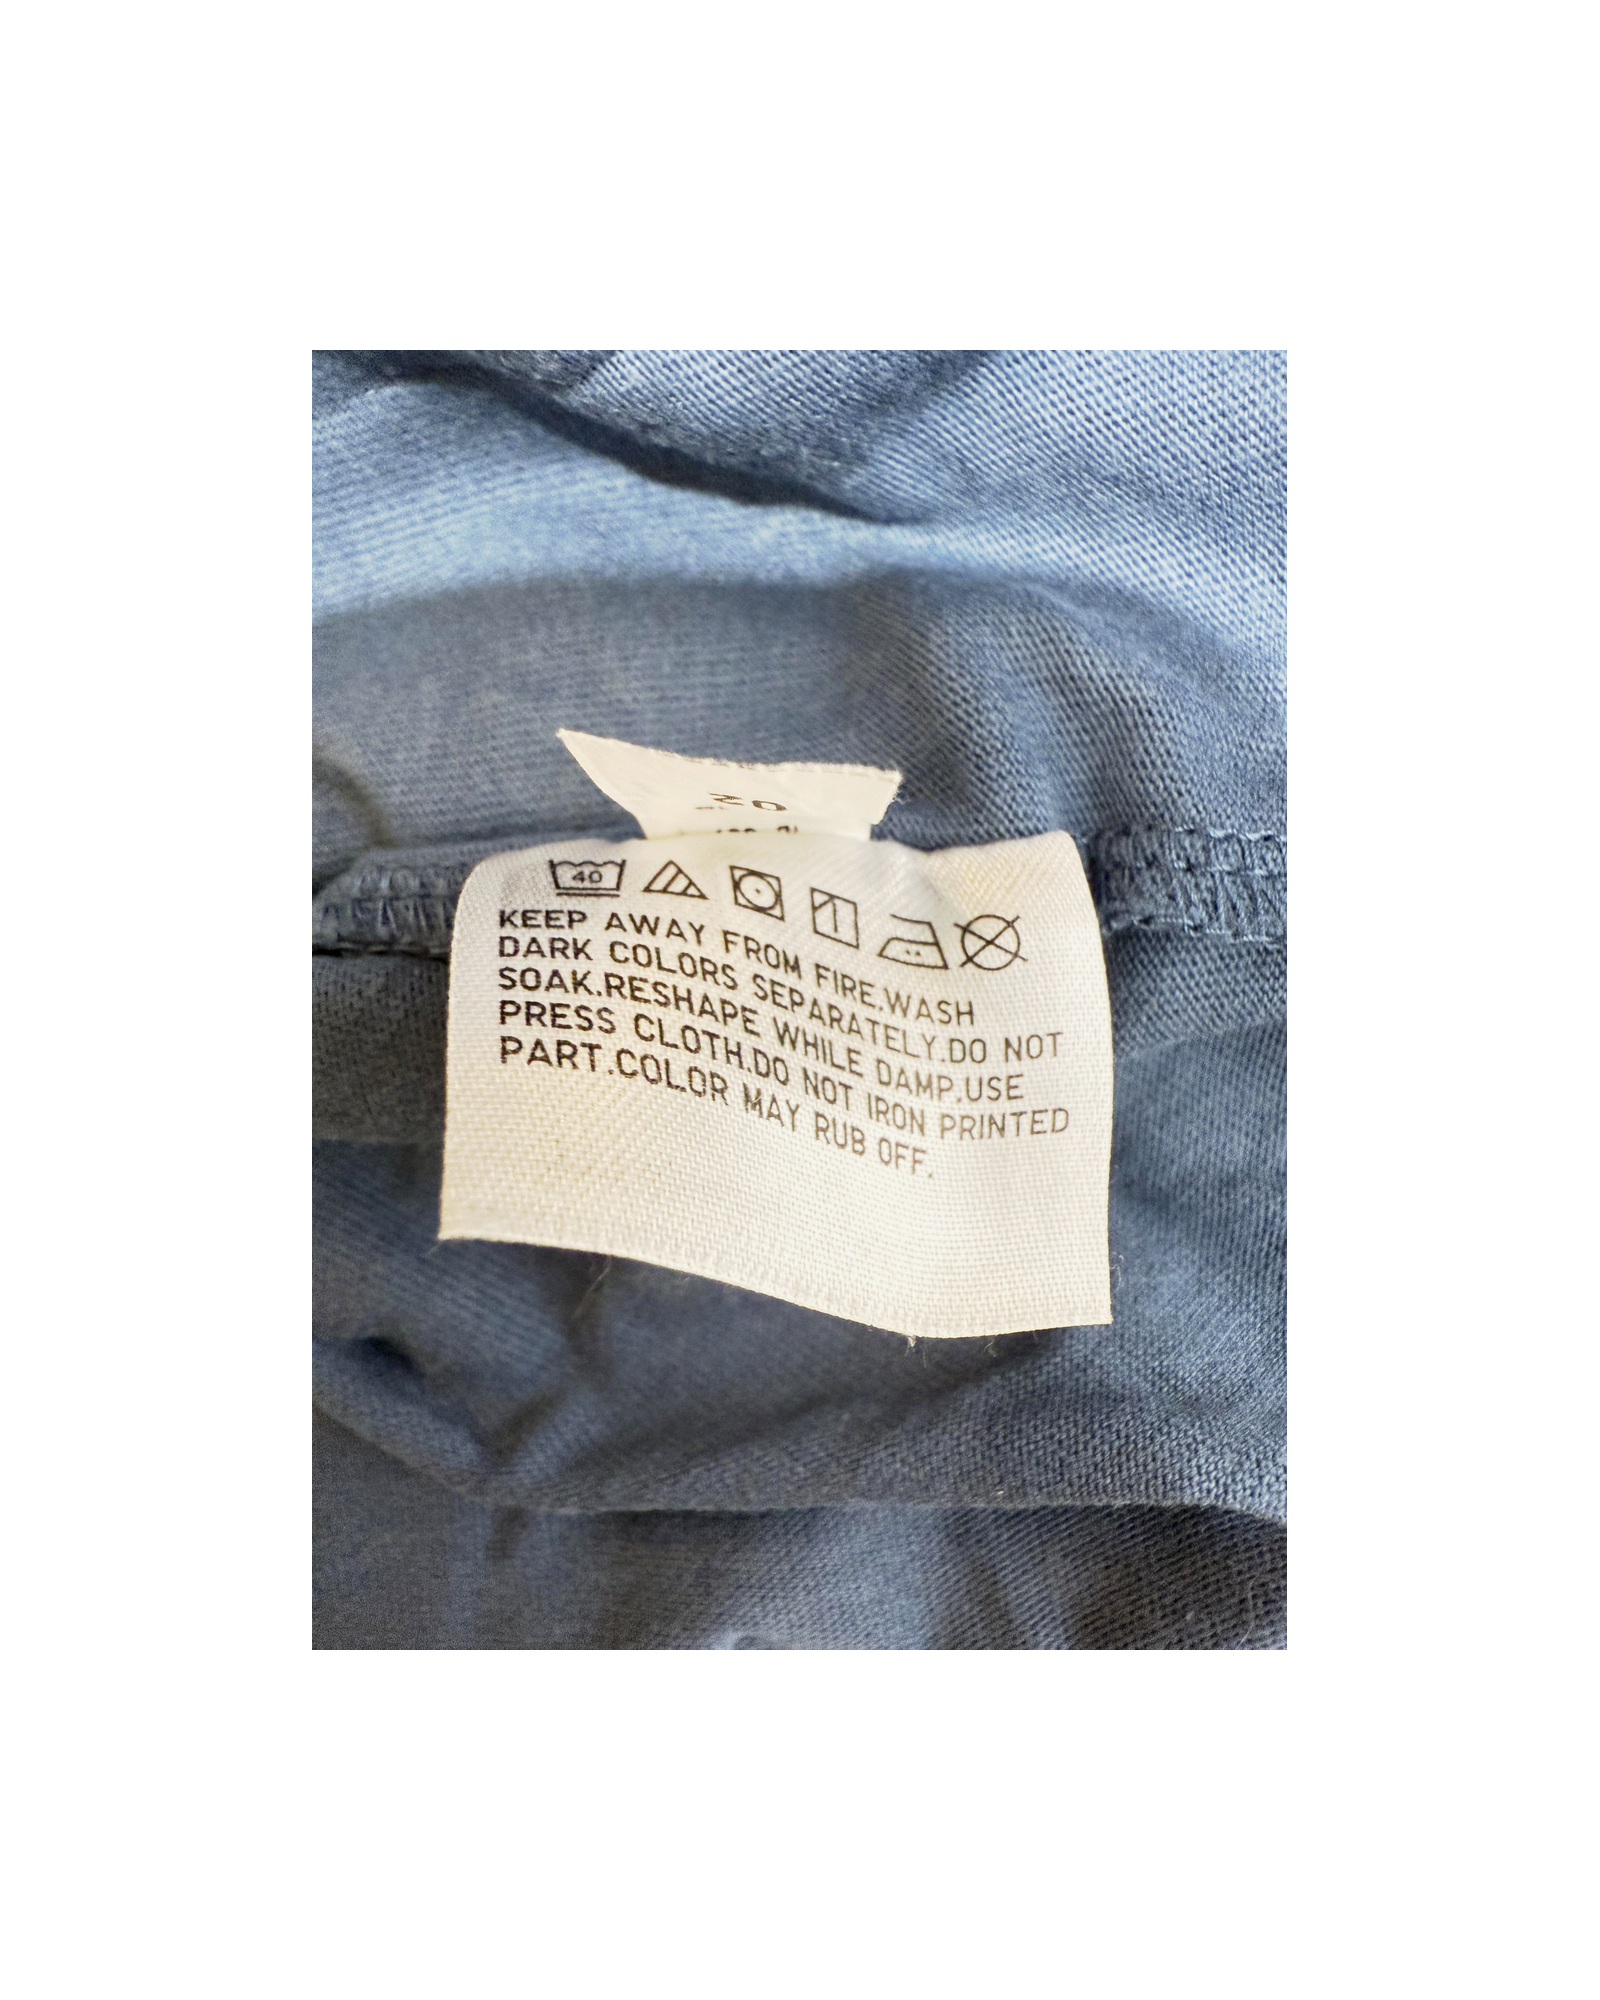 40
KEEP AWAY FROM FIRE.WASH
DARK COLORS SEPARATELY.DO NOT
SOAK.RESHAPE WHILE DAMP.USE
PRESS CLOTH.DO NOT IRON PRINTED
PART.COLOR MAY RUB OFF.